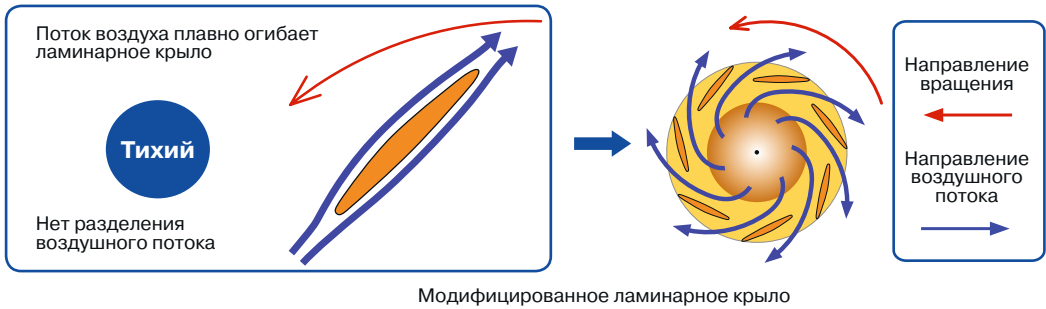 Поток воздуха плавно огибает
ламинарное крыло
Тихий
Нет разделения
воздушного потока
Направление
вращения
Направление
воздушного
потока
Модифицированное ламинарное крыло